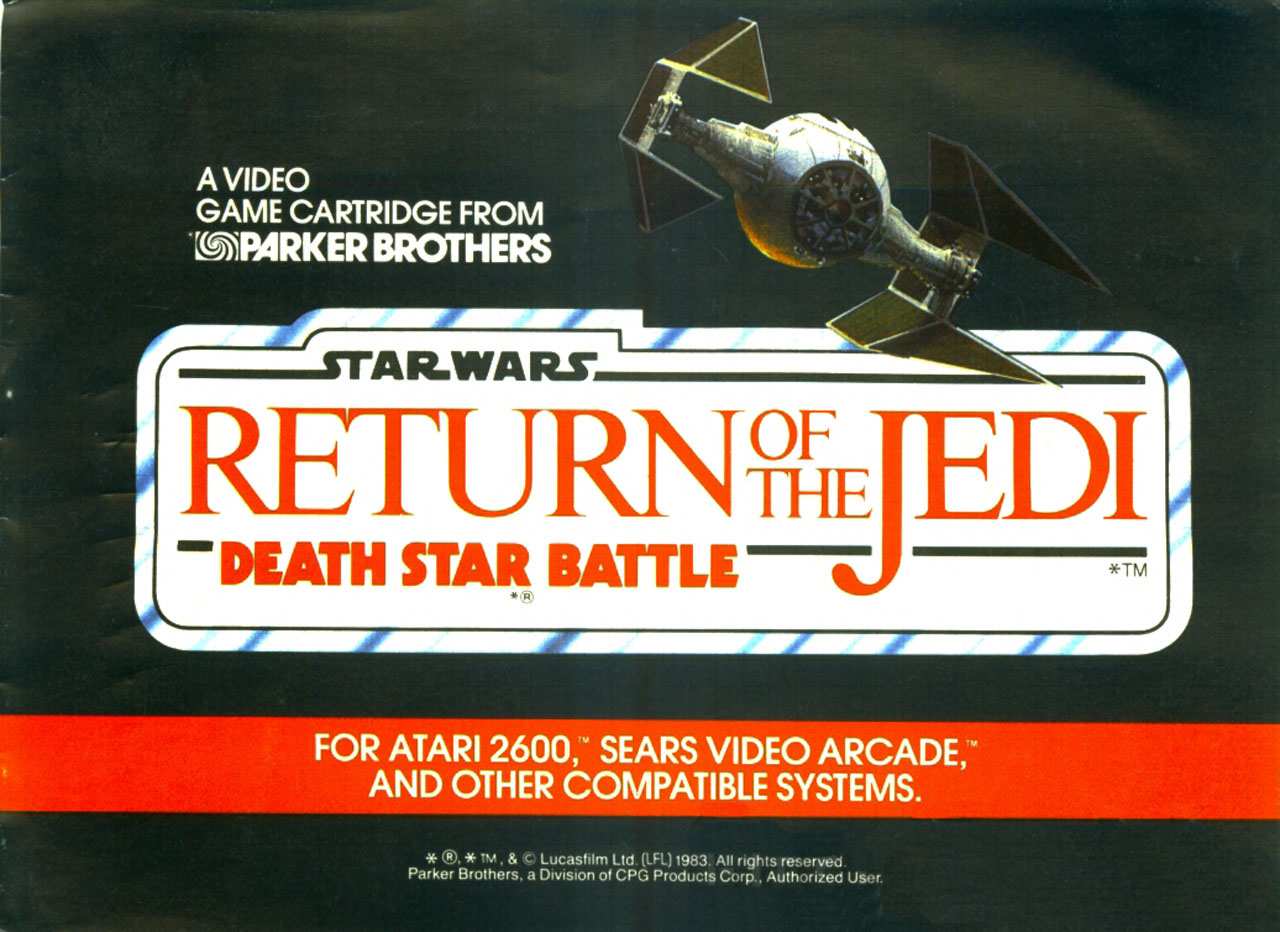 A VIDEO
GAME CARTRIDGE FROM
PARKER BROTHERS
STAR WARS
RETURN OF THE JEDI
DEATH STAR BATTLE
*®
*TM
FOR ATARI 2600,™ SEARS VIDEO ARCADE,™
AND OTHER COMPATIBLE SYSTEMS.
* ®, * TM, & © Lucasfilm Ltd. (LFL) 1983. All rights reserved.
Parker Brothers, a Division of CPG Products Corp., Authorized User.